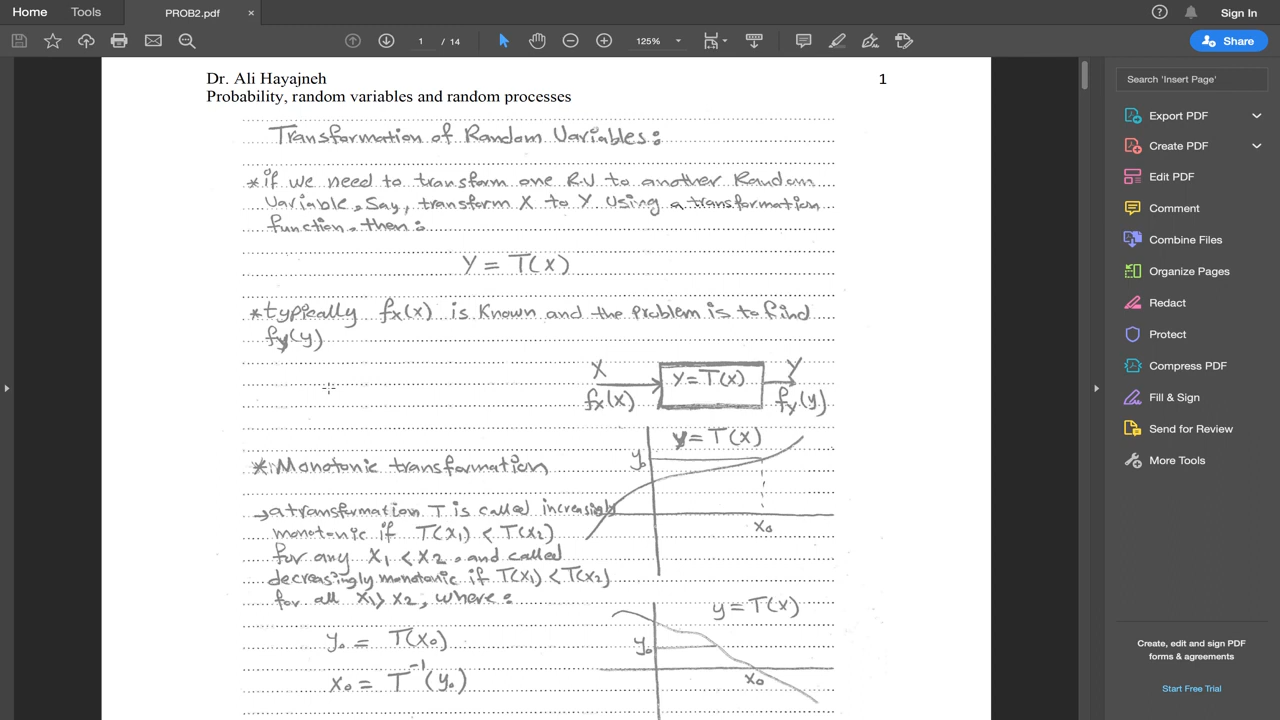 Home Tools PROB2.pdf × Sign In
1 / 14 125% Share
Dr. Ali Hayajneh 1
Probability, random variables and random processes
Transformation of Random Variables:
* if we need to transform one R.V to another Random
Variable, Say, transform X to Y Using a transformation
function, then:
Y = T(X)
* typically fx(x) is Known and the Problem is to find
fy(y)
X Y=T(X) Y
fx(x) fy(y)
y = T(x)
y₀
* Monotonic transformation
→ a transformation T is called increasingly
x₀
monotonic if T(X₁) < T(X₂)
for any X₁ < X₂, and called
decreasingly monotonic if T(X₁) < T(X₂)
for all X₁ > X₂, where:
y = T(x)
y₀ = T(x₀)
y₀
x₀ = T⁻¹(y₀)
x₀
Search 'Insert Page'
Export PDF
Create PDF
Edit PDF
Comment
Combine Files
Organize Pages
Redact
Protect
Compress PDF
Fill & Sign
Send for Review
More Tools
Create, edit and sign PDF
forms & agreements
Start Free Trial